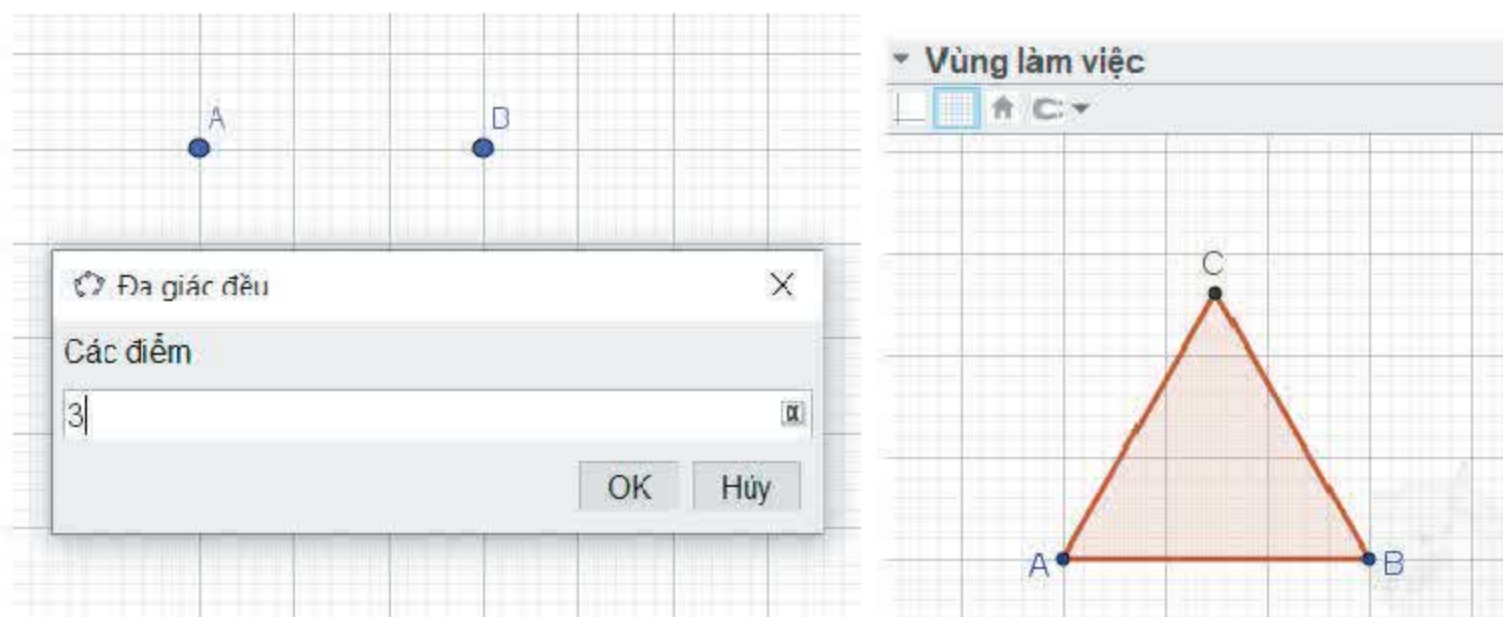 A
B
Đa giác đều
Các điểm
3
α
OK
Hủy
Vùng làm việc
C
A
B